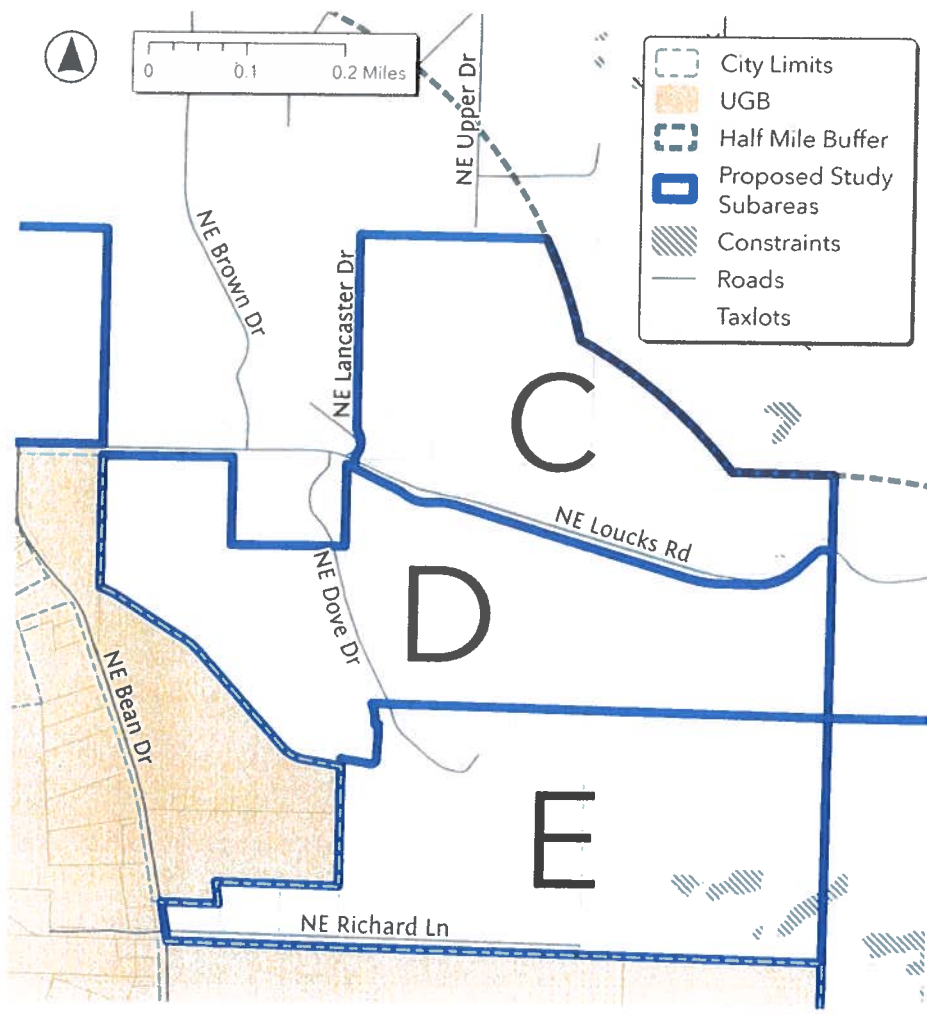 0 0.1 0.2 Miles
City Limits
UGB
Half Mile Buffer
Proposed Study
Subareas
Constraints
Roads
Taxlots
NE Upper Dr
NE Brown Dr
NE Lancaster Dr
C
NE Loucks Rd
D
NE Dove Dr
NE Bean Dr
E
NE Richard Ln